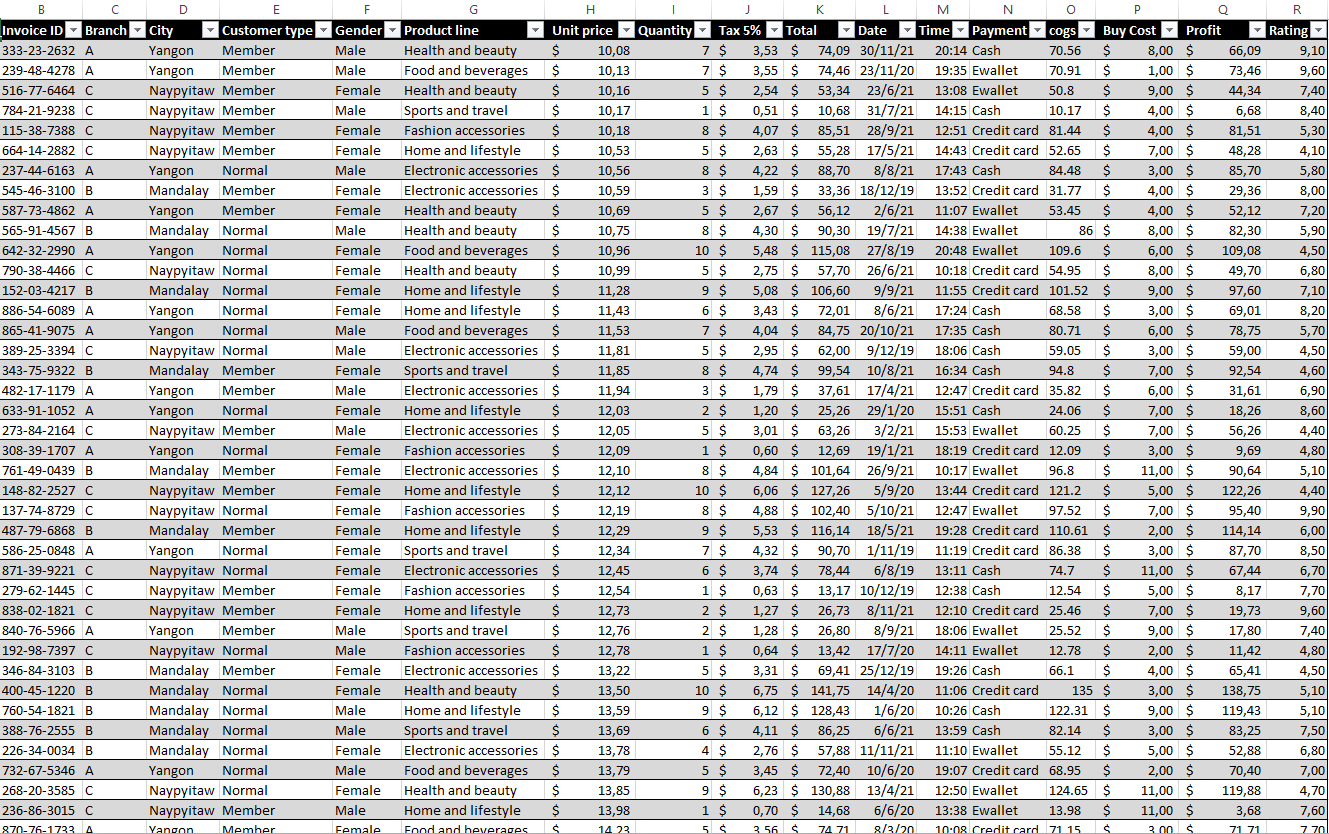 B C D E F G H I J K L M N O P Q R
Invoice ID Branch City Customer type Gender Product line Unit price Quantity Tax 5% Total Date Time Payment cogs Buy Cost Profit Rating
333-23-2632 A Yangon Member Male Health and beauty $ 10,08 7 $ 3,53 $ 74,09 30/11/21 20:14 Cash 70.56 $ 8,00 $ 66,09 9,10
239-48-4278 A Yangon Member Male Food and beverages $ 10,13 7 $ 3,55 $ 74,46 23/11/20 19:35 Ewallet 70.91 $ 1,00 $ 73,46 9,60
516-77-6464 C Naypyitaw Member Female Health and beauty $ 10,16 5 $ 2,54 $ 53,34 23/6/21 13:08 Ewallet 50.8 $ 9,00 $ 44,34 7,40
784-21-9238 C Naypyitaw Member Male Sports and travel $ 10,17 1 $ 0,51 $ 10,68 31/7/21 14:15 Cash 10.17 $ 4,00 $ 6,68 8,40
115-38-7388 C Naypyitaw Member Female Fashion accessories $ 10,18 8 $ 4,07 $ 85,51 28/9/21 12:51 Credit card 81.44 $ 4,00 $ 81,51 5,30
664-14-2882 C Naypyitaw Member Female Home and lifestyle $ 10,53 5 $ 2,63 $ 55,28 17/5/21 14:43 Credit card 52.65 $ 7,00 $ 48,28 4,10
237-44-6163 A Yangon Normal Male Electronic accessories $ 10,56 8 $ 4,22 $ 88,70 8/8/21 17:43 Cash 84.48 $ 3,00 $ 85,70 5,80
545-46-3100 B Mandalay Member Female Electronic accessories $ 10,59 3 $ 1,59 $ 33,36 18/12/19 13:52 Credit card 31.77 $ 4,00 $ 29,36 8,00
587-73-4862 A Yangon Member Female Health and beauty $ 10,69 5 $ 2,67 $ 56,12 2/6/21 11:07 Ewallet 53.45 $ 4,00 $ 52,12 7,20
565-91-4567 B Mandalay Normal Male Health and beauty $ 10,75 8 $ 4,30 $ 90,30 19/7/21 14:38 Ewallet 86 $ 8,00 $ 82,30 5,90
642-32-2990 A Yangon Normal Female Food and beverages $ 10,96 10 $ 5,48 $ 115,08 27/8/19 20:48 Ewallet 109.6 $ 6,00 $ 109,08 4,50
790-38-4466 C Naypyitaw Normal Female Health and beauty $ 10,99 5 $ 2,75 $ 57,70 26/6/21 10:18 Credit card 54.95 $ 8,00 $ 49,70 6,80
152-03-4217 B Mandalay Normal Female Home and lifestyle $ 11,28 9 $ 5,08 $ 106,60 9/9/21 11:55 Credit card 101.52 $ 9,00 $ 97,60 7,10
886-54-6089 A Yangon Normal Female Home and lifestyle $ 11,43 6 $ 3,43 $ 72,01 8/6/21 17:24 Cash 68.58 $ 3,00 $ 69,01 8,20
865-41-9075 A Yangon Normal Male Food and beverages $ 11,53 7 $ 4,04 $ 84,75 20/10/21 17:35 Cash 80.71 $ 6,00 $ 78,75 5,70
389-25-3394 C Naypyitaw Normal Male Electronic accessories $ 11,81 5 $ 2,95 $ 62,00 9/12/19 18:06 Cash 59.05 $ 3,00 $ 59,00 4,50
343-75-9322 B Mandalay Member Female Sports and travel $ 11,85 8 $ 4,74 $ 99,54 10/8/21 16:34 Cash 94.8 $ 7,00 $ 92,54 4,60
482-17-1179 A Yangon Member Male Electronic accessories $ 11,94 3 $ 1,79 $ 37,61 17/4/21 12:47 Credit card 35.82 $ 6,00 $ 31,61 6,90
633-91-1052 A Yangon Normal Female Home and lifestyle $ 12,03 2 $ 1,20 $ 25,26 29/1/20 15:51 Cash 24.06 $ 7,00 $ 18,26 8,60
273-84-2164 C Naypyitaw Member Male Electronic accessories $ 12,05 5 $ 3,01 $ 63,26 3/2/21 15:53 Ewallet 60.25 $ 7,00 $ 56,26 4,40
308-39-1707 A Yangon Normal Female Fashion accessories $ 12,09 1 $ 0,60 $ 12,69 19/1/21 18:19 Credit card 12.09 $ 3,00 $ 9,69 4,80
761-49-0439 B Mandalay Member Female Electronic accessories $ 12,10 8 $ 4,84 $ 101,64 26/9/21 10:17 Ewallet 96.8 $ 11,00 $ 90,64 5,10
148-82-2527 C Naypyitaw Member Female Home and lifestyle $ 12,12 10 $ 6,06 $ 127,26 5/9/20 13:44 Credit card 121.2 $ 5,00 $ 122,26 4,40
137-74-8729 C Naypyitaw Normal Female Fashion accessories $ 12,19 8 $ 4,88 $ 102,40 5/10/21 12:47 Ewallet 97.52 $ 7,00 $ 95,40 9,90
487-79-6868 B Mandalay Member Female Home and lifestyle $ 12,29 9 $ 5,53 $ 116,14 18/5/21 19:28 Credit card 110.61 $ 2,00 $ 114,14 6,00
586-25-0848 A Yangon Normal Female Sports and travel $ 12,34 7 $ 4,32 $ 90,70 1/11/19 11:19 Credit card 86.38 $ 3,00 $ 87,70 8,50
871-39-9221 C Naypyitaw Normal Female Electronic accessories $ 12,45 6 $ 3,74 $ 78,44 6/8/19 13:11 Cash 74.7 $ 11,00 $ 67,44 6,70
279-62-1445 C Naypyitaw Member Female Fashion accessories $ 12,54 1 $ 0,63 $ 13,17 10/12/19 12:38 Cash 12.54 $ 5,00 $ 8,17 7,70
838-02-1821 C Naypyitaw Member Female Home and lifestyle $ 12,73 2 $ 1,27 $ 26,73 8/11/21 12:10 Credit card 25.46 $ 7,00 $ 19,73 9,60
840-76-5966 A Yangon Member Male Sports and travel $ 12,76 2 $ 1,28 $ 26,80 8/9/21 18:06 Ewallet 25.52 $ 9,00 $ 17,80 7,40
192-98-7397 C Naypyitaw Normal Male Fashion accessories $ 12,78 1 $ 0,64 $ 13,42 17/7/20 14:11 Ewallet 12.78 $ 2,00 $ 11,42 4,80
346-84-3103 B Mandalay Member Female Electronic accessories $ 13,22 5 $ 3,31 $ 69,41 25/12/19 19:26 Cash 66.1 $ 4,00 $ 65,41 4,50
400-45-1220 B Mandalay Normal Female Health and beauty $ 13,50 10 $ 6,75 $ 141,75 14/4/20 11:06 Credit card 135 $ 3,00 $ 138,75 5,10
760-54-1821 B Mandalay Normal Male Home and lifestyle $ 13,59 9 $ 6,12 $ 128,43 1/6/20 10:26 Cash 122.31 $ 9,00 $ 119,43 5,10
388-76-2555 B Mandalay Normal Male Sports and travel $ 13,69 6 $ 4,11 $ 86,25 6/6/21 13:59 Cash 82.14 $ 3,00 $ 83,25 7,50
226-34-0034 B Mandalay Normal Female Electronic accessories $ 13,78 4 $ 2,76 $ 57,88 11/11/21 11:10 Ewallet 55.12 $ 5,00 $ 52,88 6,80
732-67-5346 A Yangon Normal Male Food and beverages $ 13,79 5 $ 3,45 $ 72,40 10/6/20 19:07 Credit card 68.95 $ 2,00 $ 70,40 7,00
268-20-3585 C Naypyitaw Normal Female Health and beauty $ 13,85 9 $ 6,23 $ 130,88 13/4/21 12:50 Ewallet 124.65 $ 11,00 $ 119,88 4,70
236-86-3015 C Naypyitaw Member Male Home and lifestyle $ 13,98 1 $ 0,70 $ 14,68 6/6/20 13:38 Ewallet 13.98 $ 11,00 $ 3,68 7,60
870-76-1733 A Yangon Member Female Food and beverages $ 14,23 5 $ 3,56 $ 74,71 8/3/20 10:08 Credit card 71.15 $ 3,00 $ 71,71 7,70